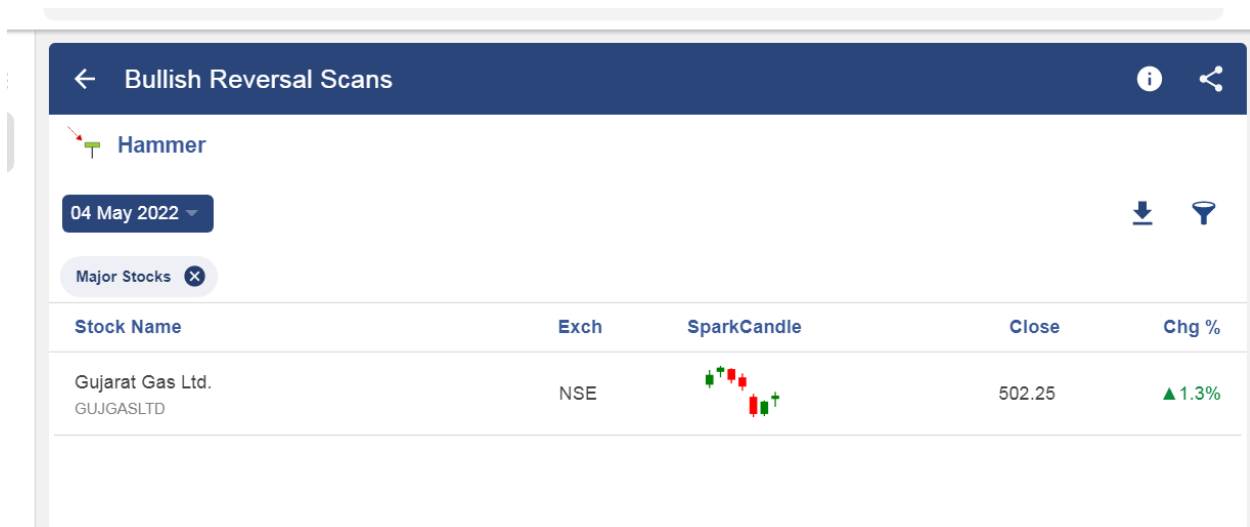 Bullish Reversal Scans
Hammer
04 May 2022
Major Stocks
Stock Name Exch SparkCandle Close Chg %
Gujarat Gas Ltd. NSE 502.25 ▲1.3%
GUJGASLTD